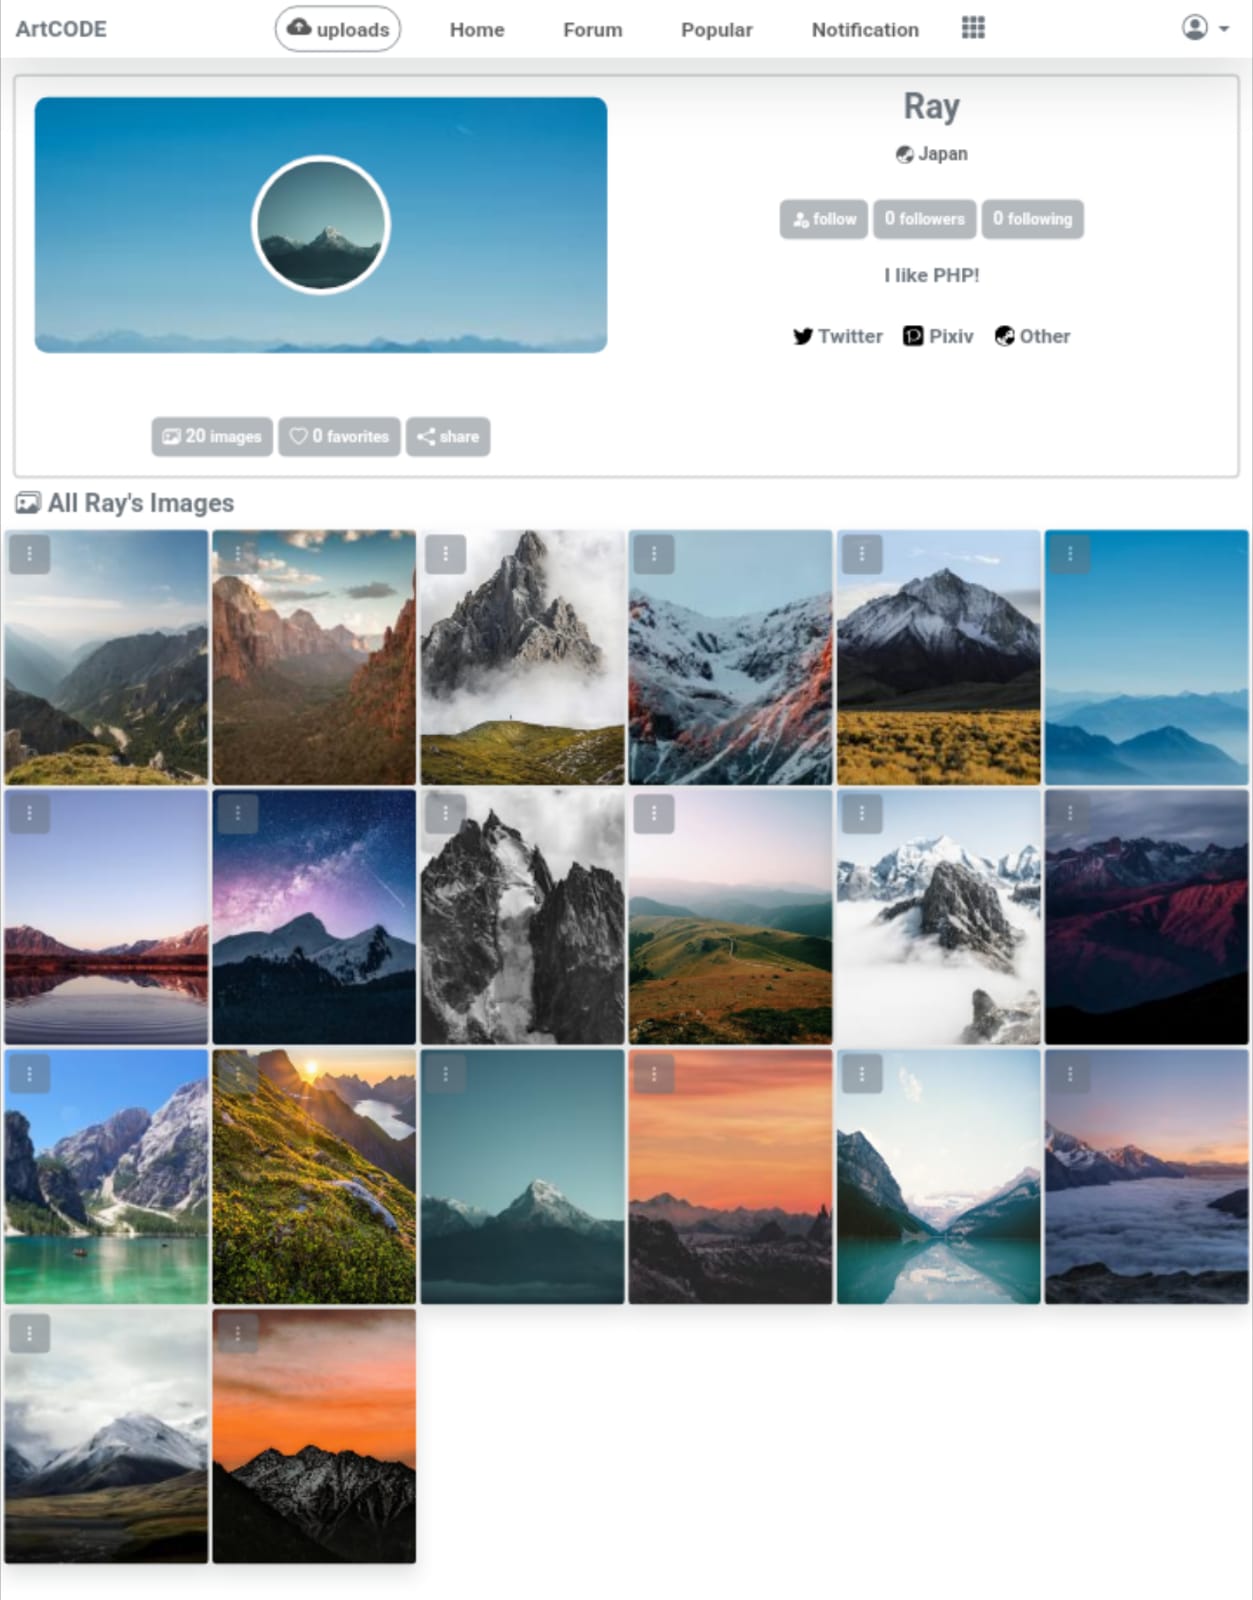 ArtCODE uploads Home Forum Popular Notification
Ray
Japan
follow 0 followers 0 following
I like PHP!
Twitter Pixiv Other
20 images 0 favorites share
All Ray's Images